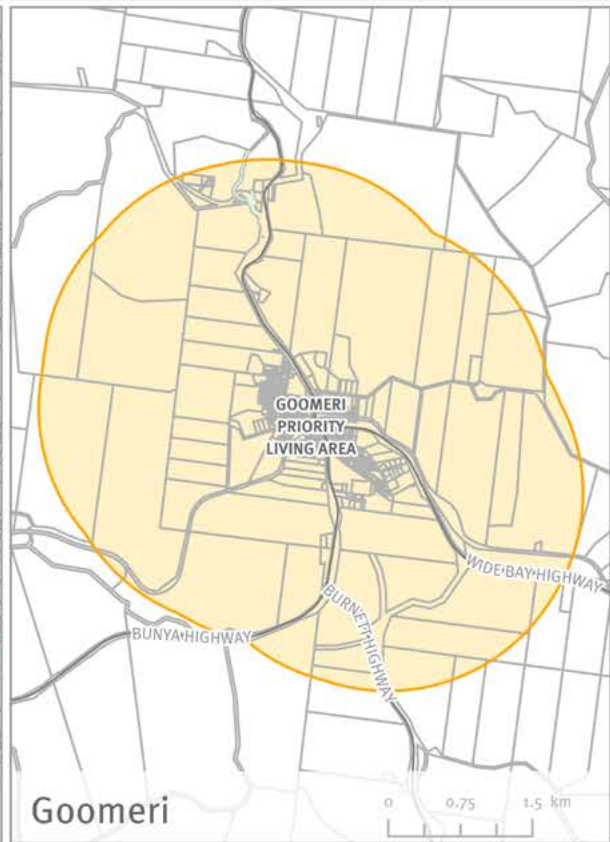 GOOMERI
PRIORITY
LIVING AREA
WIDE BAY HIGHWAY
BURNETT HIGHWAY
BUNYA HIGHWAY
Goomeri
0 0.75 1.5 km